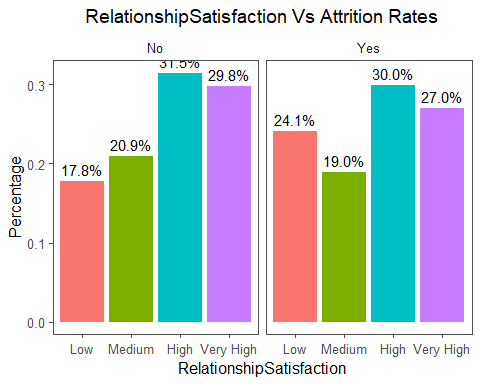 RelationshipSatisfaction Vs Attrition Rates
No
Yes
Percentage
0.3
0.2
0.1
0.0
17.8%
20.9%
31.5%
29.8%
24.1%
19.0%
30.0%
27.0%
Low Medium High Very High
Low Medium High Very High
RelationshipSatisfaction